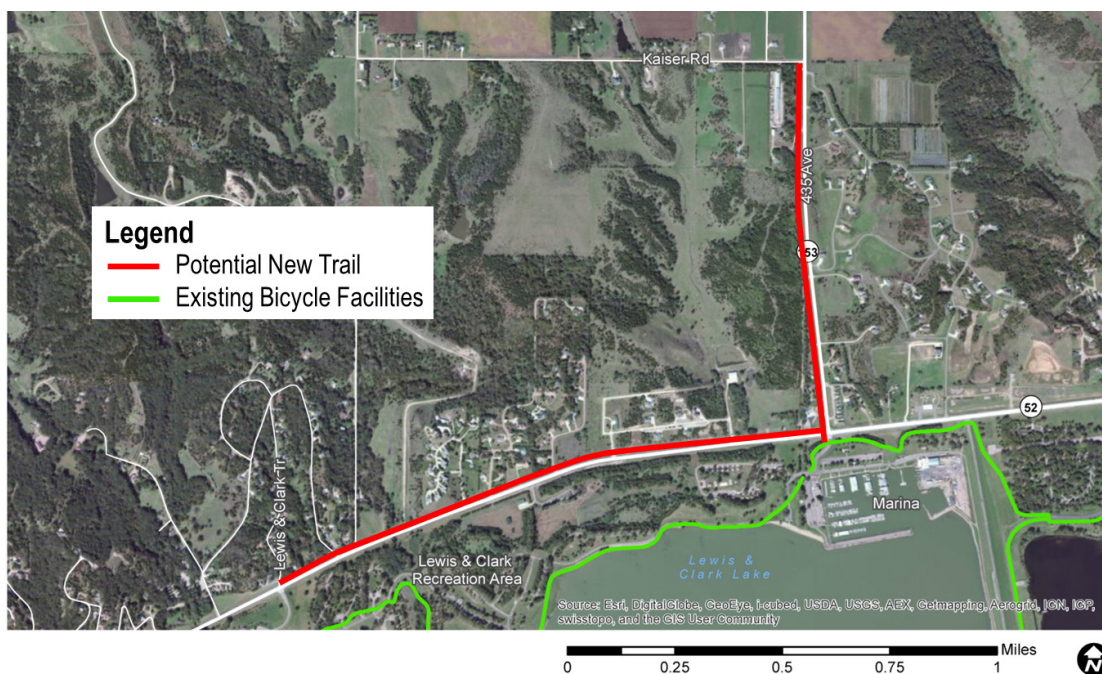 Kaiser Rd
435 Ave
153
Legend
Potential New Trail
Existing Bicycle Facilities
52
Lewis & Clark Tr
Marina
Lewis & Clark
Recreation Area
Lewis &
Clark Lake
Source: Esri, DigitalGlobe, GeoEye, i-cubed, USDA, USGS, AEX, Getmapping, Aerogrid, IGN, IGP,
swisstopo, and the GIS User Community
Miles
0 0.25 0.5 0.75 1
N